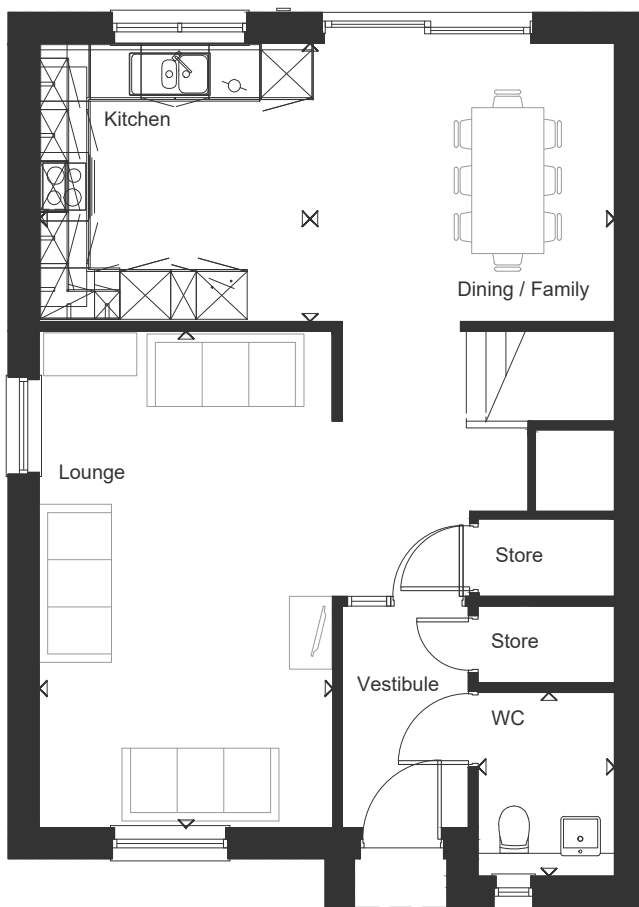 Kitchen
Dining / Family
Lounge
Store
Store
Vestibule
WC